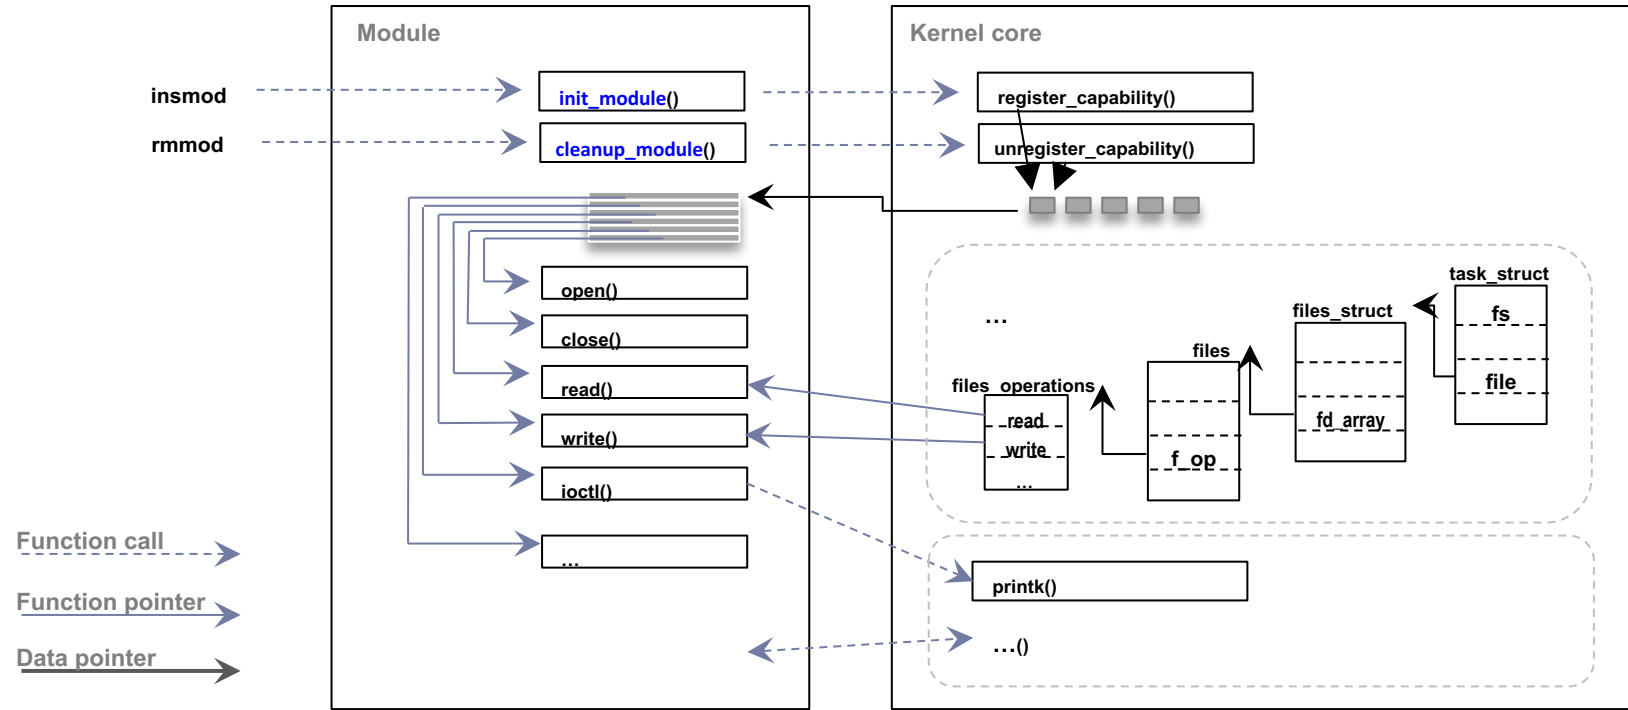 Module
Kernel core
insmod
init_module()
register_capability()
rmmod
cleanup_module()
unregister_capability()
open()
close()
read()
write()
ioctl()
...
...
task_struct
fs
file
files_struct
fd_array
files
f_op
files_operations
read
write
...
Function call
Function pointer
Data pointer
printk()
...()